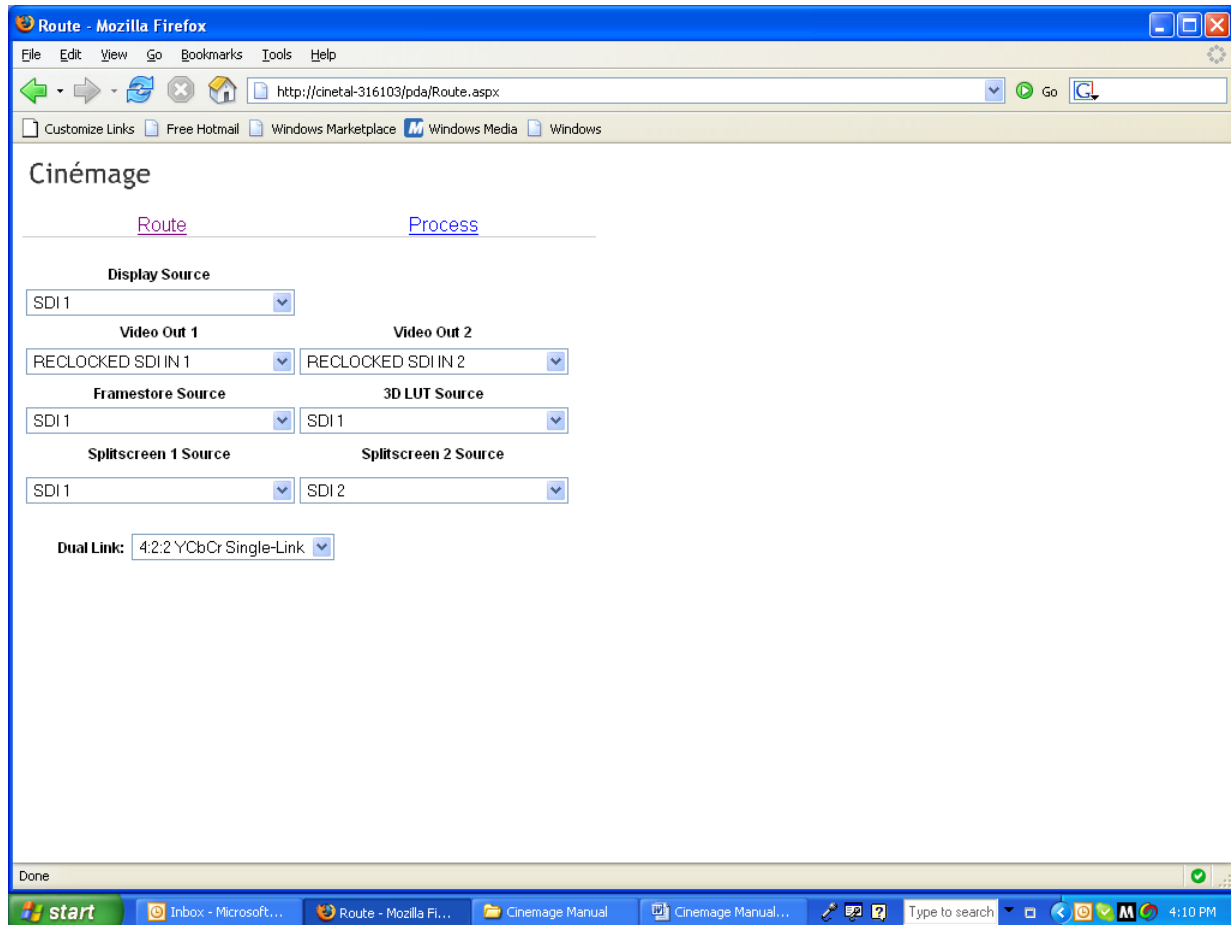 Route - Mozilla Firefox
File Edit View Go Bookmarks Tools Help
http://cinetal-316103/pda/Route.aspx Go G
Customize Links Free Hotmail Windows Marketplace Windows Media Windows
Cinémage
Route Process
Display Source
SDI 1
Video Out 1 Video Out 2
RECLOCKED SDI IN 1 RECLOCKED SDI IN 2
Framestore Source 3D LUT Source
SDI 1 SDI 1
Splitscreen 1 Source Splitscreen 2 Source
SDI 1 SDI 2
Dual Link: 4:2:2 YCbCr Single-Link
Done
start Inbox - Microsoft... Route - Mozilla Fi... Cinemage Manual Cinemage Manual... Type to search 4:10 PM